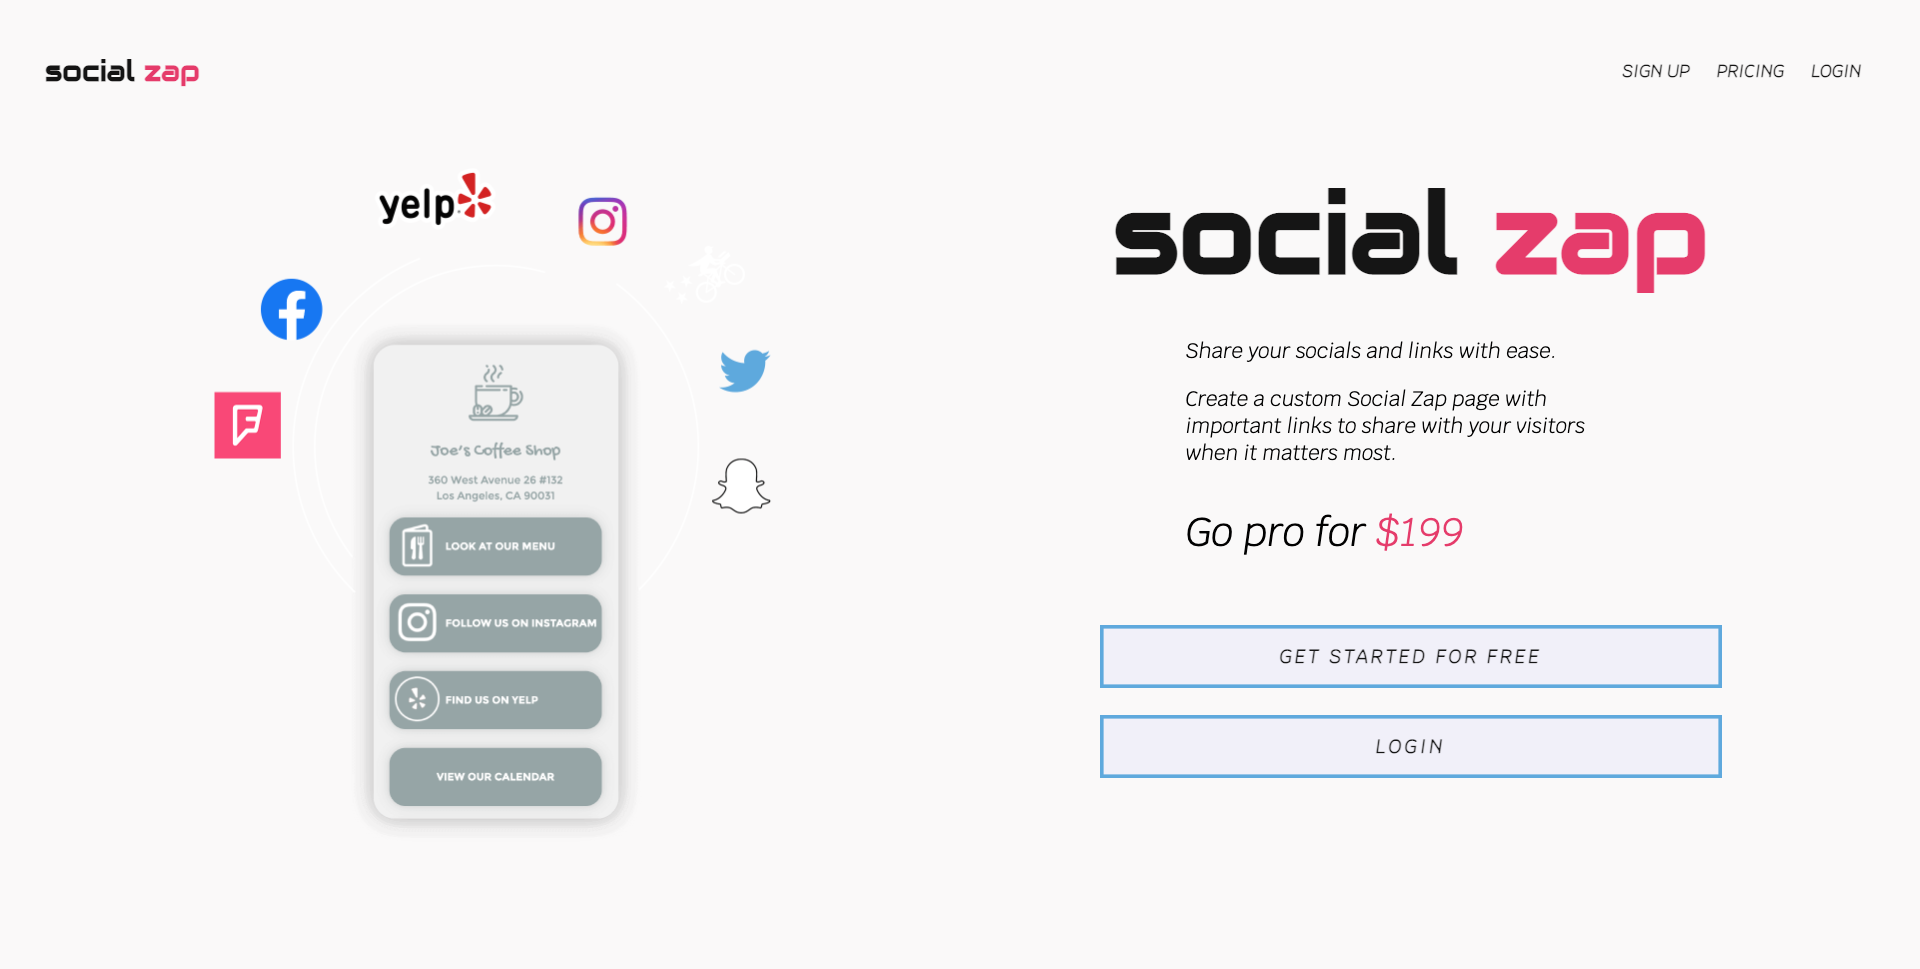 social zap
SIGN UP PRICING LOGIN
yelp
Joe's Coffee Shop
360 West Avenue 26 #132
Los Angeles, CA 90031
LOOK AT OUR MENU
FOLLOW US ON INSTAGRAM
FIND US ON YELP
VIEW OUR CALENDAR
social zap
Share your socials and links with ease.
Create a custom Social Zap page with
important links to share with your visitors
when it matters most.
Go pro for $199
GET STARTED FOR FREE
LOGIN